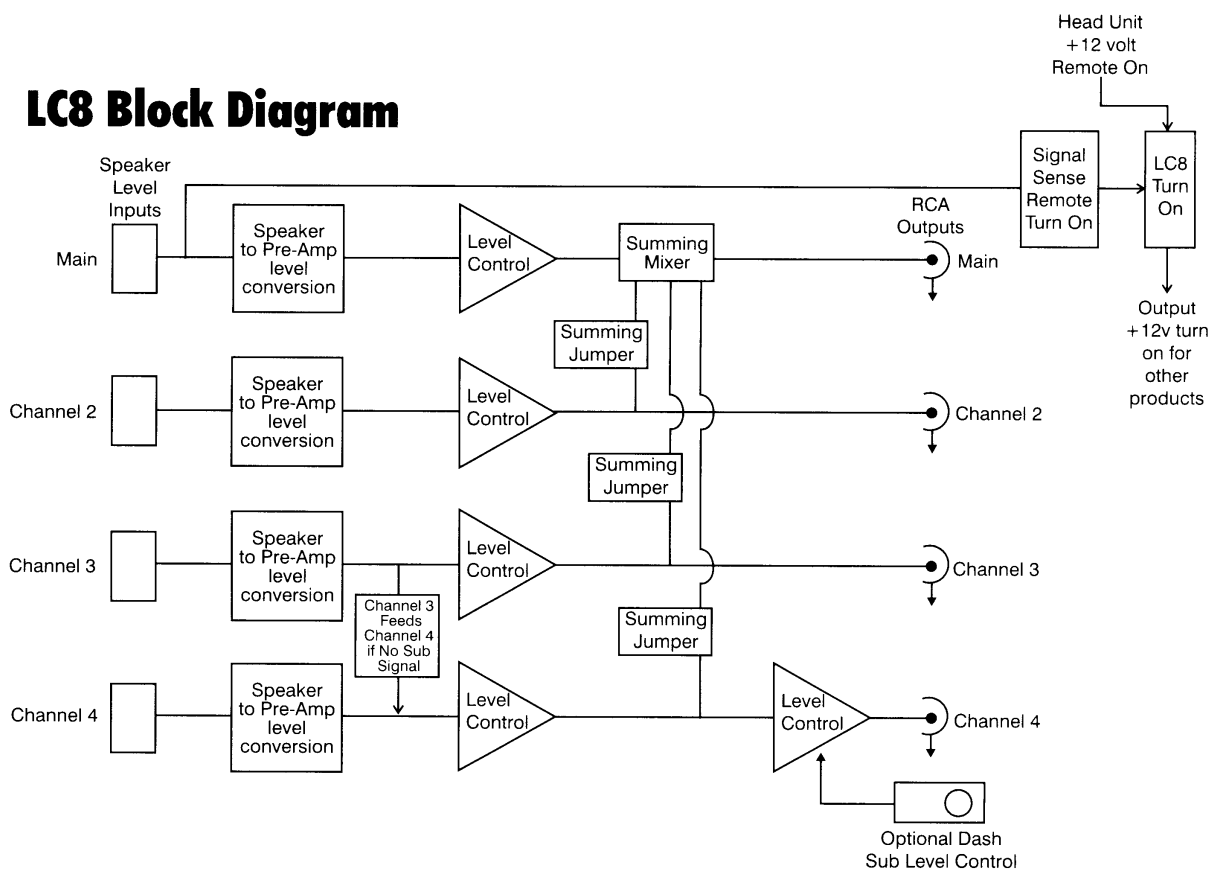 Head Unit
+12 volt
Remote On
LC8 Block Diagram
Speaker
Level
Inputs
Signal
Sense
Remote
Turn On
LC8
Turn
On
RCA
Outputs
Main
Speaker
to Pre-Amp
level
conversion
Level
Control
Summing
Mixer
Main
Output
+12v turn
on for
other
products
Summing
Jumper
Channel 2
Speaker
to Pre-Amp
level
conversion
Level
Control
Channel 2
Summing
Jumper
Channel 3
Speaker
to Pre-Amp
level
conversion
Level
Control
Channel 3
Channel 3
Feeds
Channel 4
if No Sub
Signal
Summing
Jumper
Channel 4
Speaker
to Pre-Amp
level
conversion
Level
Control
Level
Control
Channel 4
Optional Dash
Sub Level Control